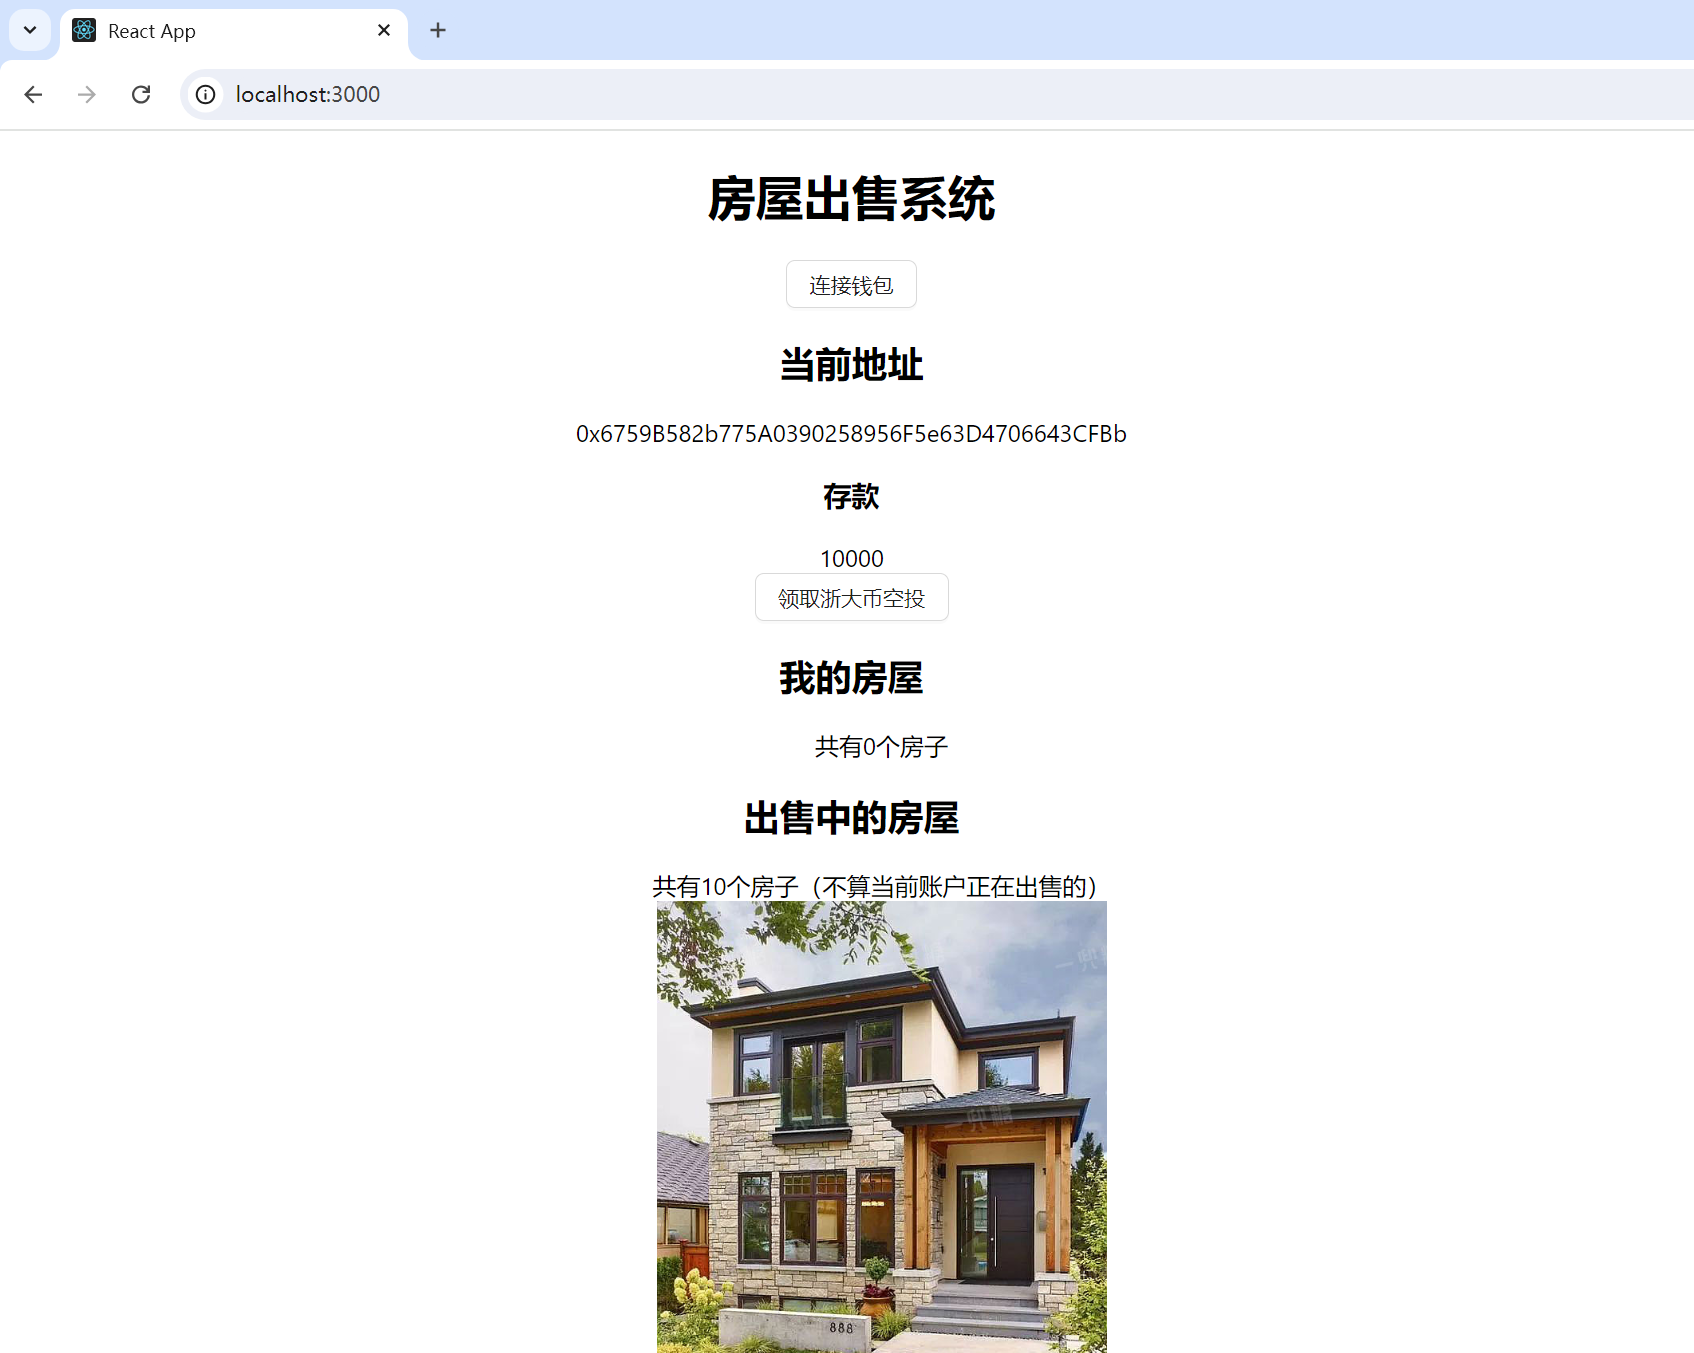 React App
localhost:3000
房屋出售系统
连接钱包
当前地址
0x6759B582b775A0390258956F5e63D4706643CFBb
存款
10000
领取浙大币空投
我的房屋
共有0个房子
出售中的房屋
共有10个房子（不算当前账户正在出售的）
888